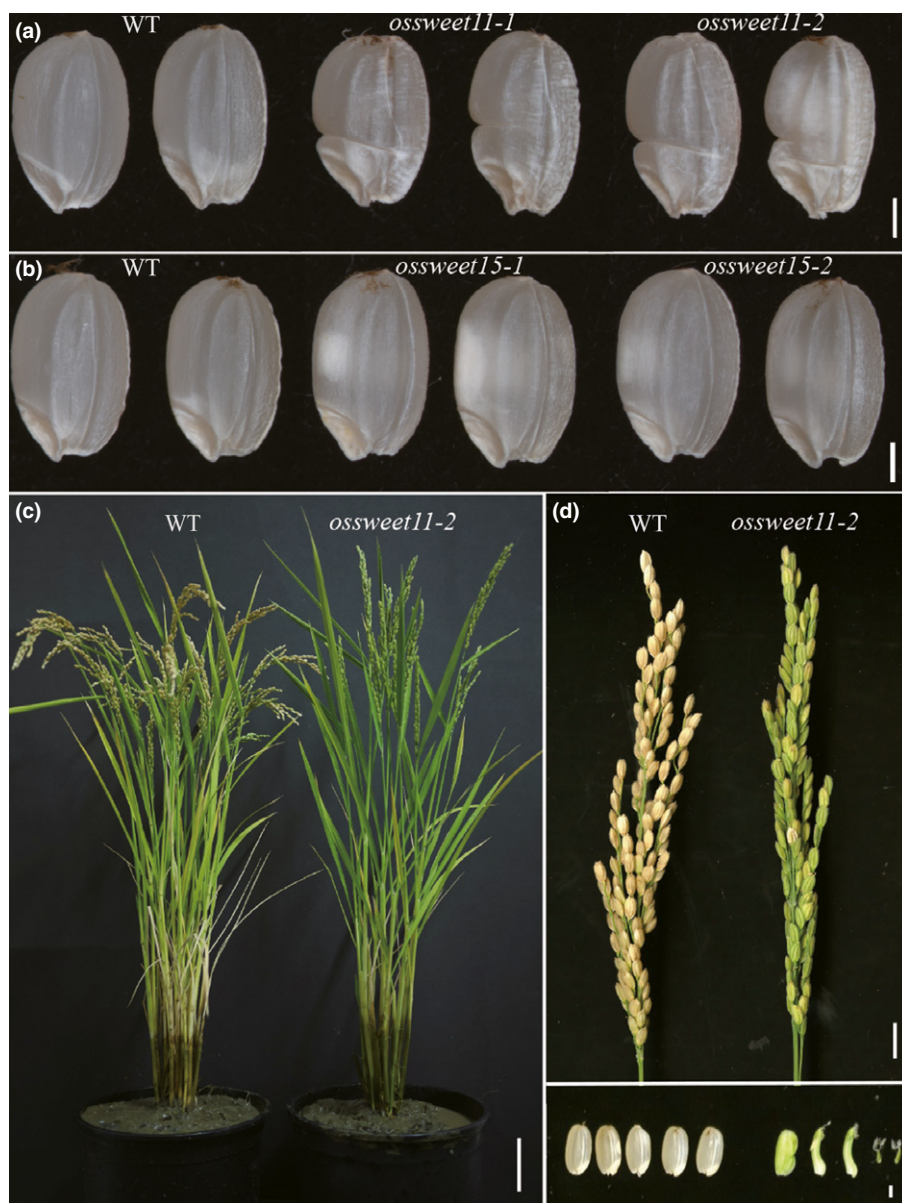 (a) WT ossweet11-1 ossweet11-2
(b) WT ossweet15-1 ossweet15-2
(c) WT ossweet11-2
(d) WT ossweet11-2